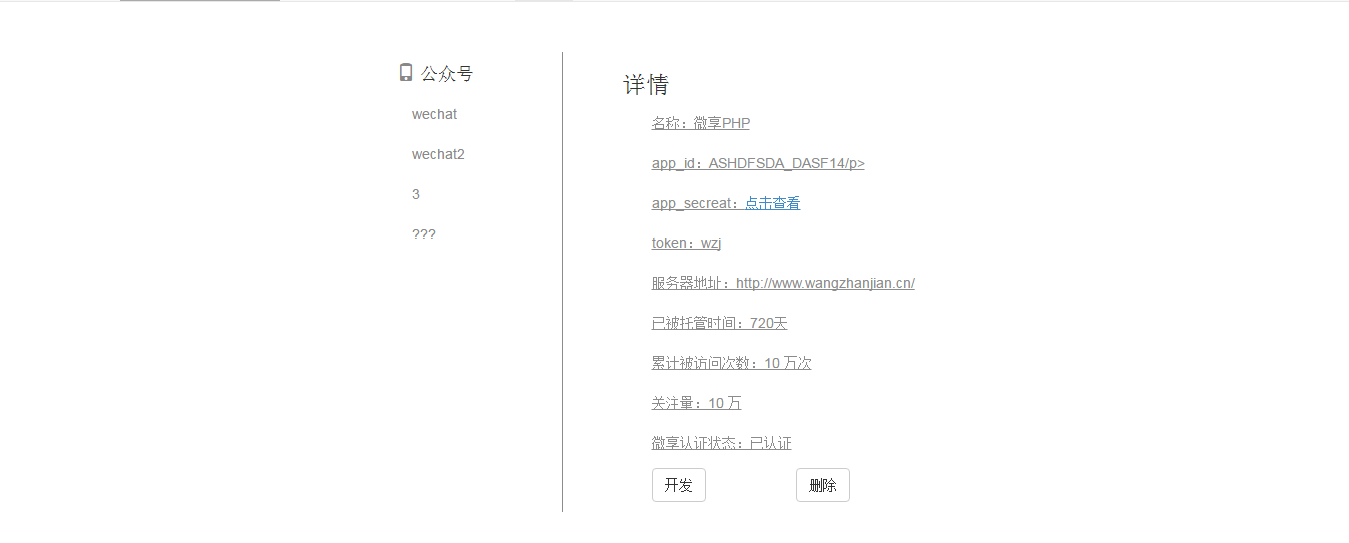 公众号
wechat
wechat2
3
???
详情
名称：微享PHP
app_id：ASHDFSDA_DASF14/p>
app_secreat：点击查看
token：wzj
服务器地址：http://www.wangzhanjian.cn/
已被托管时间：720天
累计被访问次数：10 万次
关注量：10 万
微享认证状态：已认证
开发 删除